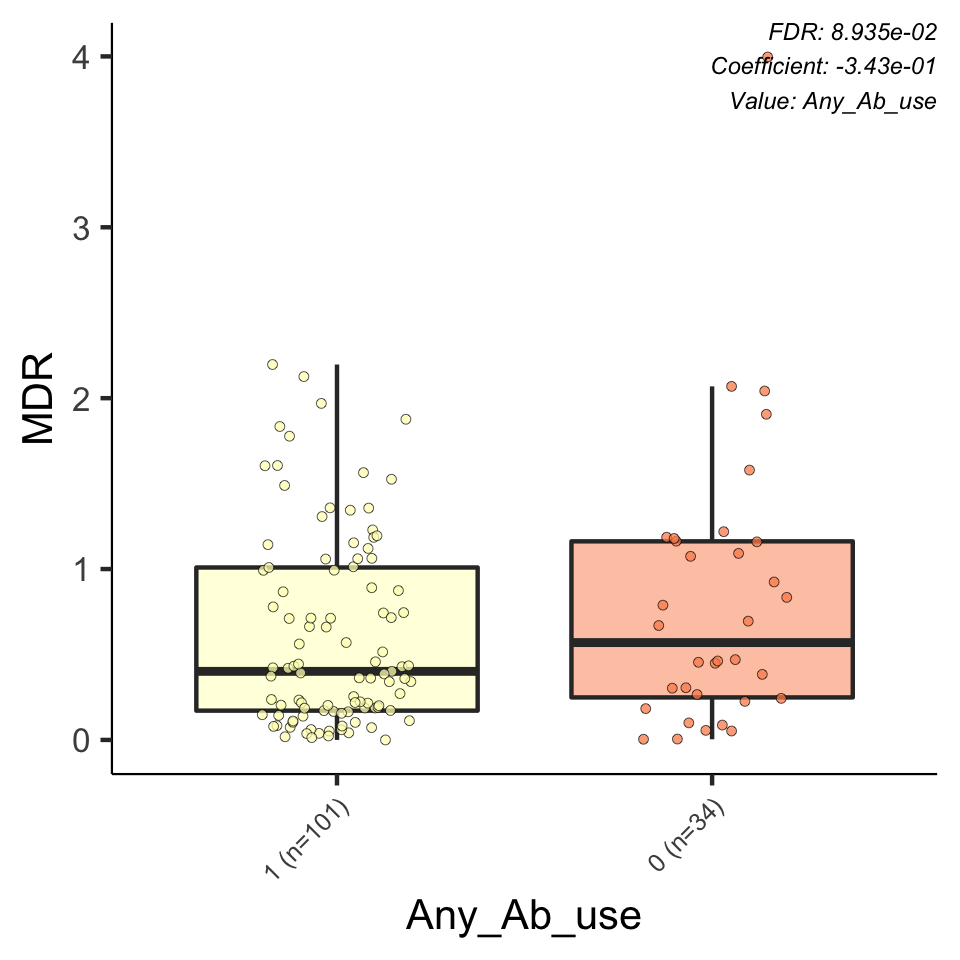 FDR: 8.935e-02
Coefficient: -3.43e-01
Value: Any_Ab_use
4
3
2
1
0
MDR
1 (n=101)
0 (n=34)
Any_Ab_use